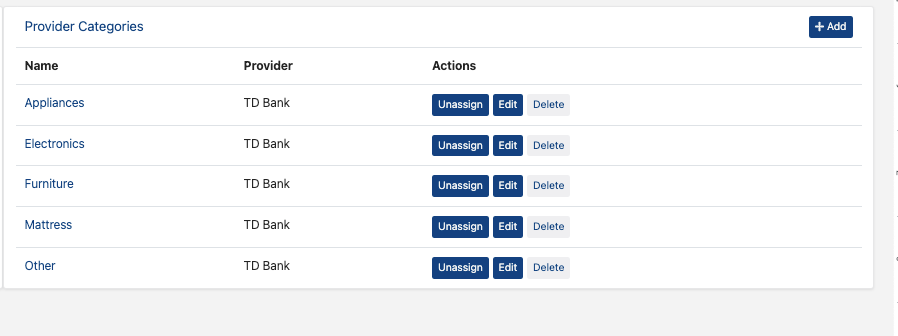 Provider Categories
+ Add
Name Provider Actions
Appliances TD Bank Unassign Edit Delete
Electronics TD Bank Unassign Edit Delete
Furniture TD Bank Unassign Edit Delete
Mattress TD Bank Unassign Edit Delete
Other TD Bank Unassign Edit Delete